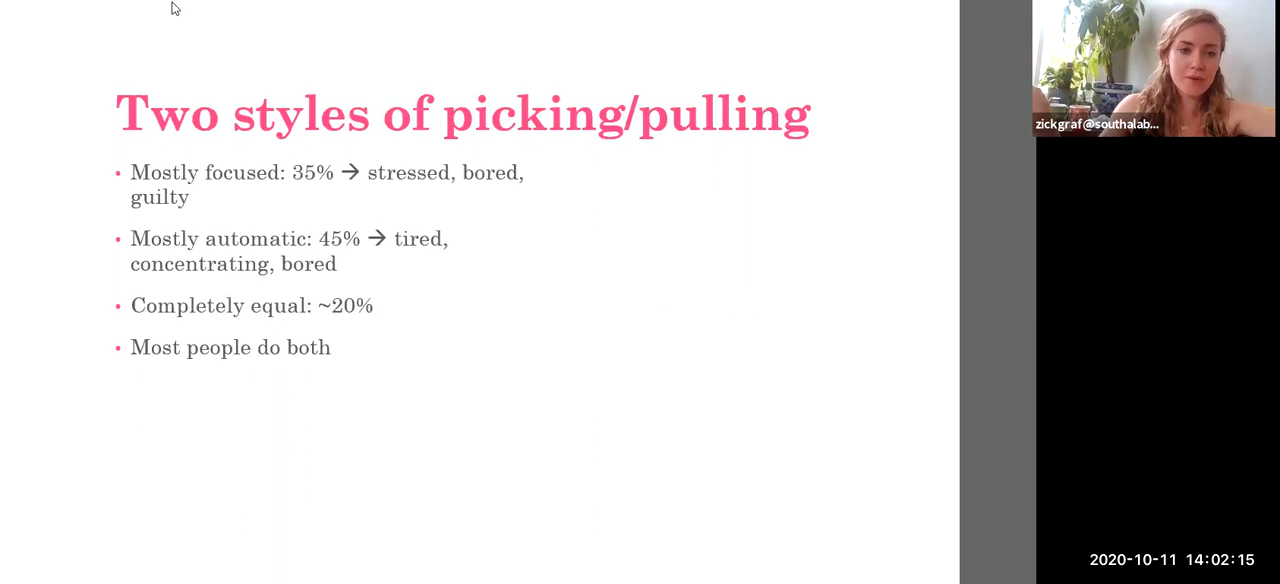 Two styles of picking/pulling
• Mostly focused: 35% → stressed, bored,
guilty
• Mostly automatic: 45% → tired,
concentrating, bored
• Completely equal: ~20%
• Most people do both
zickgraf@southalab...
2020-10-11 14:02:15